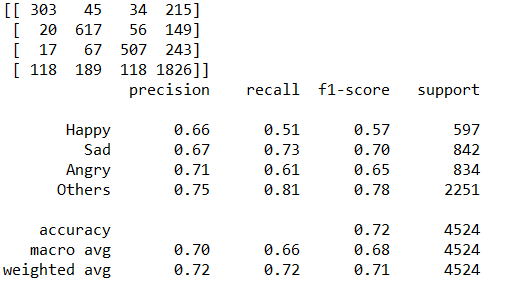 [[ 303 45 34 215]
[ 20 617 56 149]
[ 17 67 507 243]
[ 118 189 118 1826]]
precision recall f1-score support
Happy 0.66 0.51 0.57 597
Sad 0.67 0.73 0.70 842
Angry 0.71 0.61 0.65 834
Others 0.75 0.81 0.78 2251
accuracy 0.72 4524
macro avg 0.70 0.66 0.68 4524
weighted avg 0.72 0.72 0.71 4524